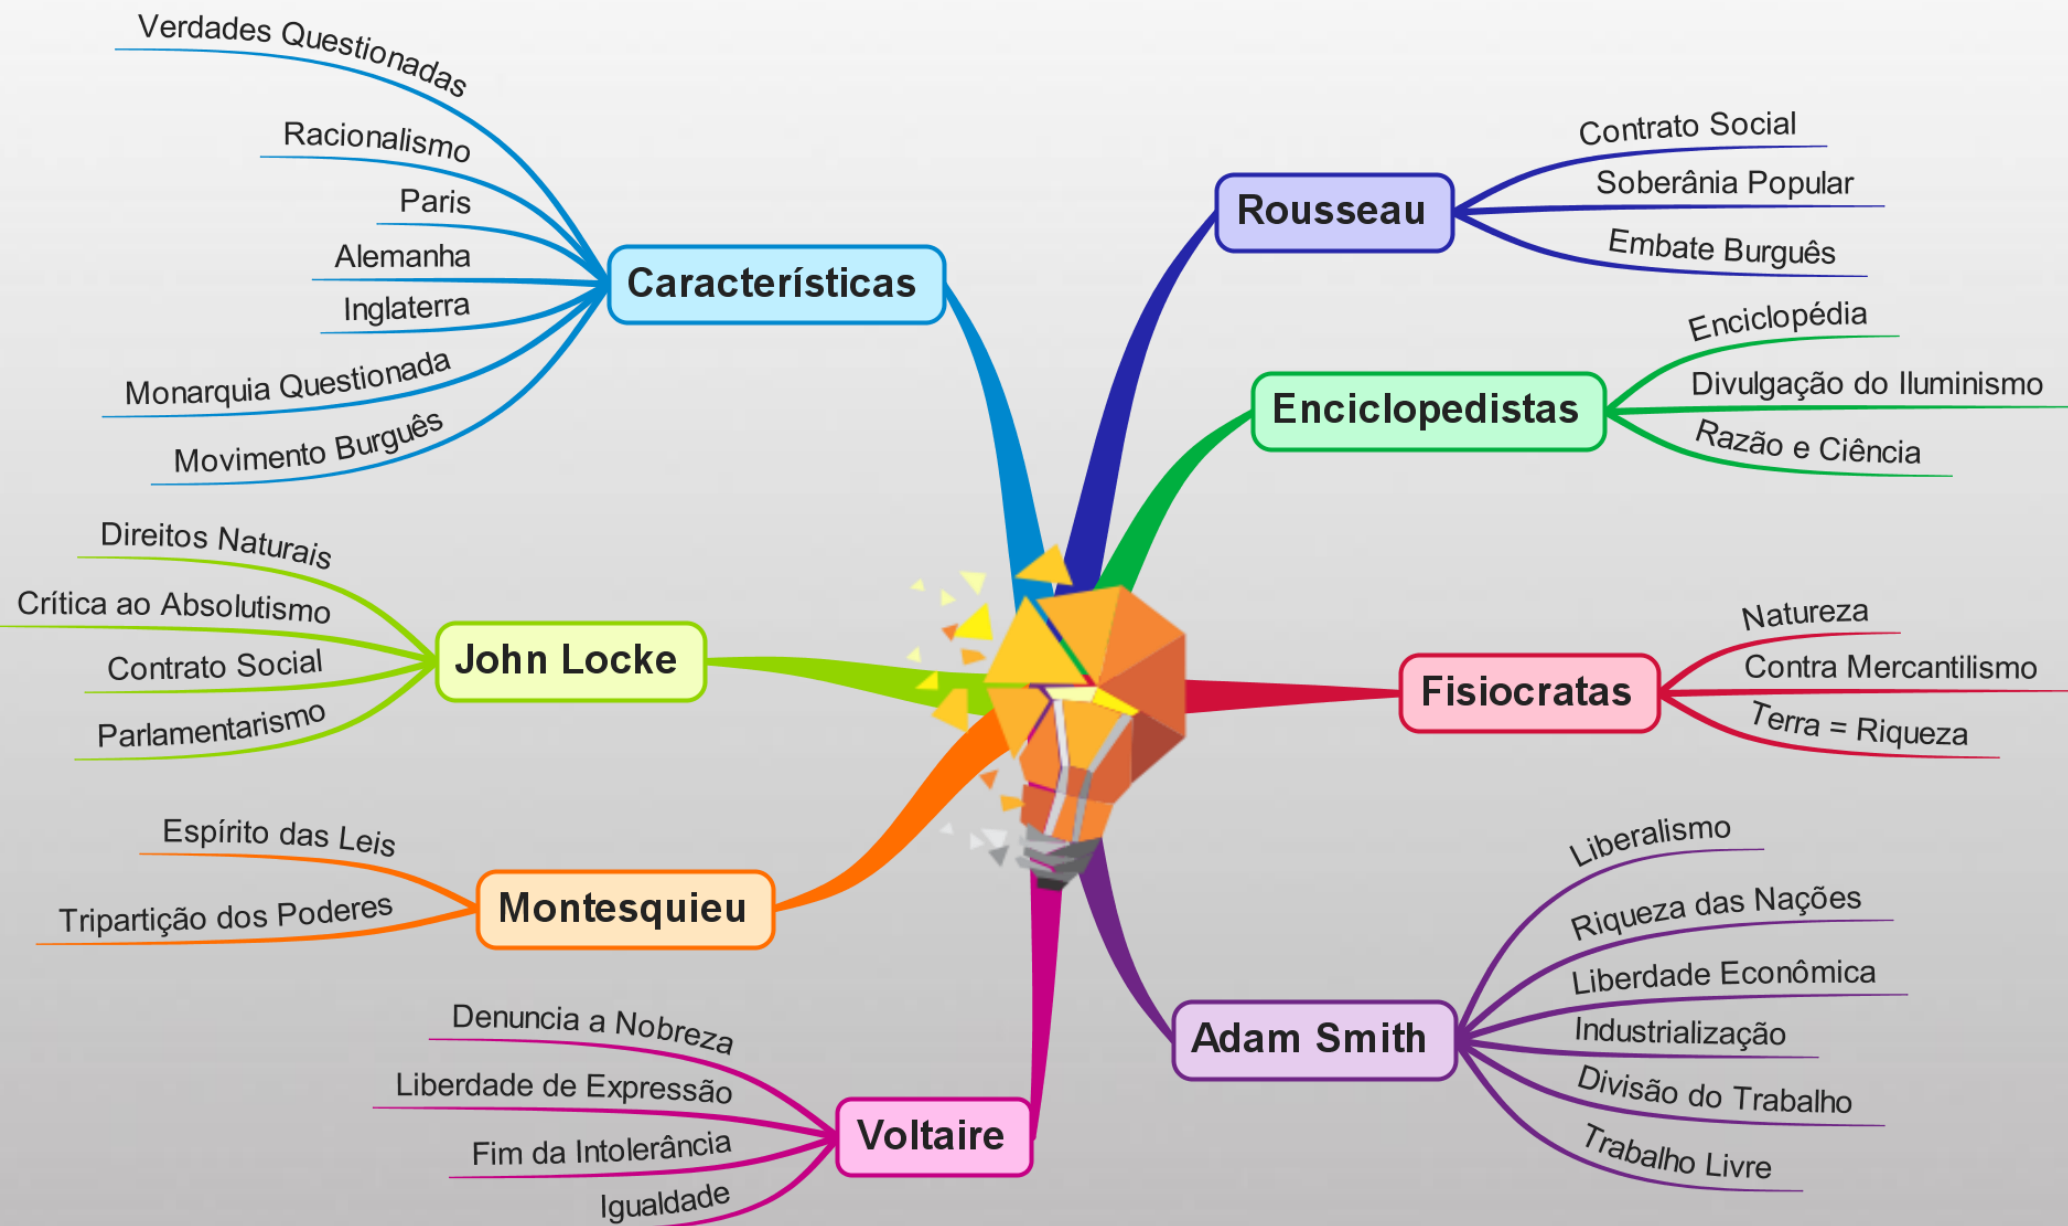 Verdades Questionadas
Racionalismo
Paris
Alemanha
Inglaterra
Monarquia Questionada
Movimento Burguês
Características
Direitos Naturais
Crítica ao Absolutismo
Contrato Social
Parlamentarismo
John Locke
Espírito das Leis
Tripartição dos Poderes
Montesquieu
Denuncia a Nobreza
Liberdade de Expressão
Fim da Intolerância
Igualdade
Voltaire
Rousseau
Contrato Social
Soberânia Popular
Embate Burguês
Enciclopedistas
Enciclopédia
Divulgação do Iluminismo
Razão e Ciência
Fisiocratas
Natureza
Contra Mercantilismo
Terra = Riqueza
Adam Smith
Liberalismo
Riqueza das Nações
Liberdade Econômica
Industrialização
Divisão do Trabalho
Trabalho Livre